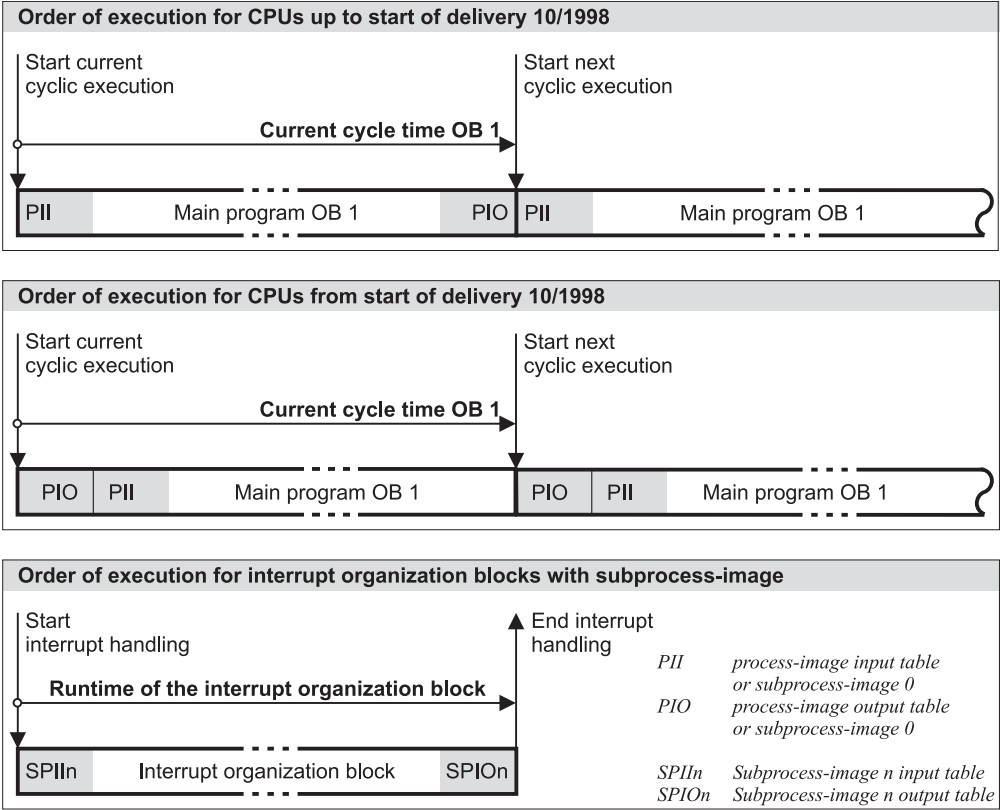 Order of execution for CPUs up to start of delivery 10/1998
Start current
cyclic execution
Start next
cyclic execution
Current cycle time OB 1
PII
Main program OB 1
PIO
PII
Main program OB 1
Order of execution for CPUs from start of delivery 10/1998
Start current
cyclic execution
Start next
cyclic execution
Current cycle time OB 1
PIO
PII
Main program OB 1
PIO
PII
Main program OB 1
Order of execution for interrupt organization blocks with subprocess-image
Start
interrupt handling
End interrupt
handling
Runtime of the interrupt organization block
SPIIn
Interrupt organization block
SPIOn
PII process-image input table
or subprocess-image 0
PIO process-image output table
or subprocess-image 0
SPIIn Subprocess-image n input table
SPIOn Subprocess-image n output table